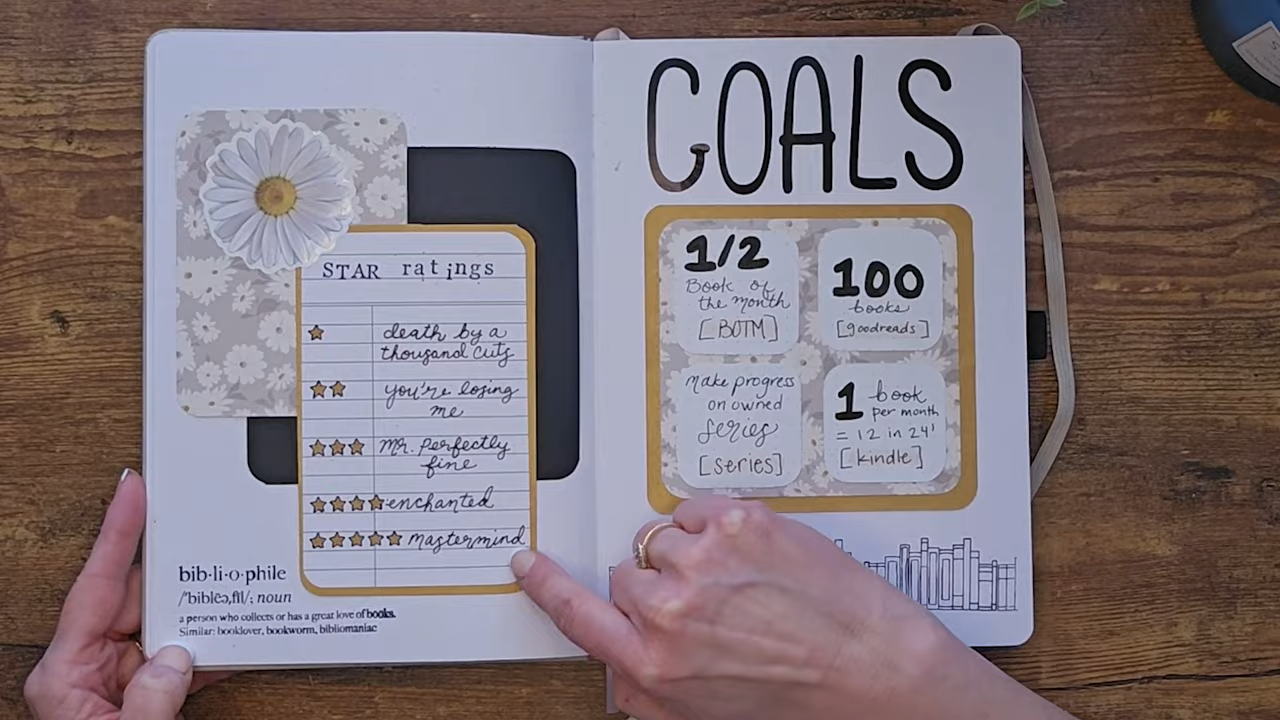 STAR ratings
death by a
thousand cuts
you're losing
me
Mr. Perfectly
fine
enchanted
mastermind
bib·li·o·phile
/'biblēə,fīl/; noun
a person who collects or has a great love of books.
Similar: booklover, bookworm, bibliomaniac
GOALS
1/2
Book of
the month
[BOTM]
100
books
[goodreads]
make progress
on owned
series
[series]
1 book
per month
= 12 in 24'
[kindle]